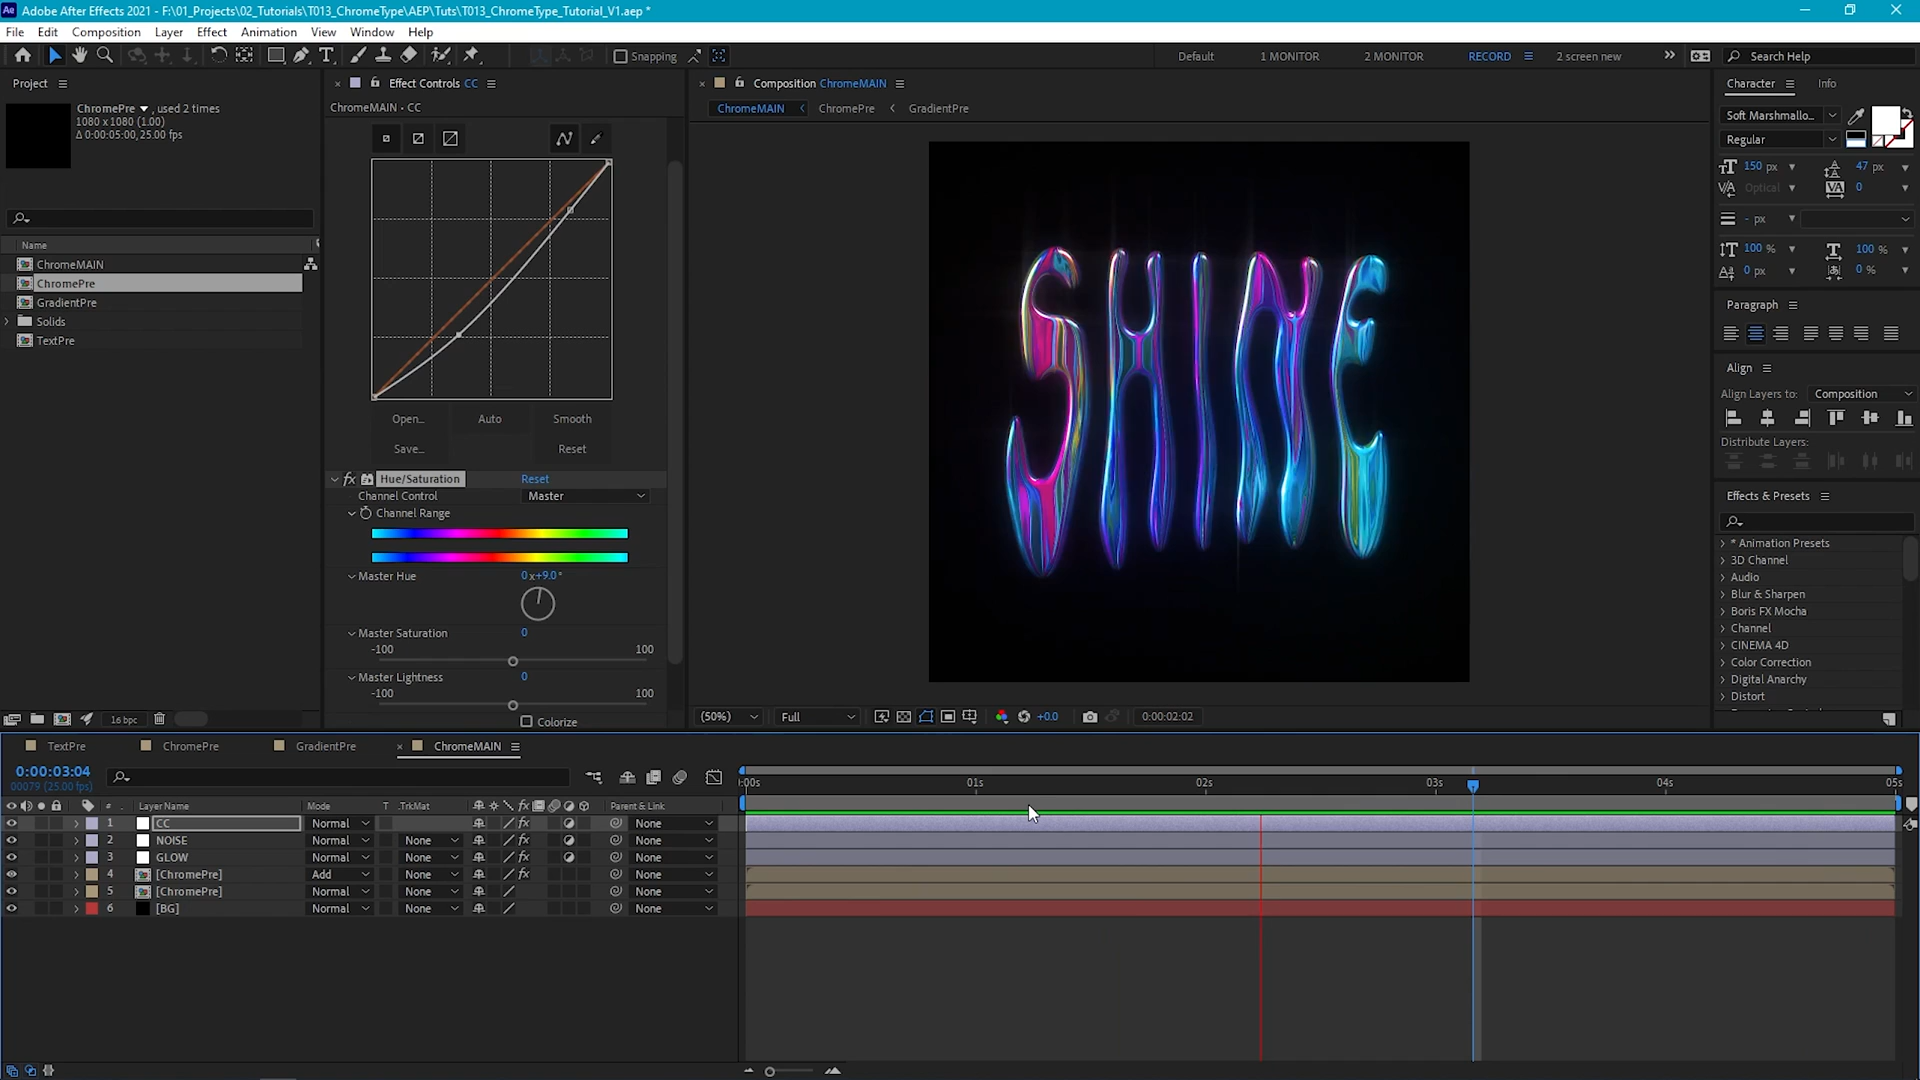 Adobe After Effects 2021 - F:\01_Projects\02_Tutorials\T013_ChromeType\AEP\Tuts\T013_ChromeType_Tutorial_V1.aep *
File Edit Composition Layer Effect Animation View Window Help
Snapping
Default 1 MONITOR 2 MONITOR RECORD 2 screen new
Search Help
Project
ChromePre , used 2 times
1080 x 1080 (1.00)
Δ 0:00:05:00, 25.00 fps
Name
ChromeMAIN
ChromePre
GradientPre
Solids
TextPre
16 bpc
Effect Controls CC
ChromeMAIN • CC
Open... Auto Smooth
Save... Reset
fx Hue/Saturation Reset
Channel Control Master
Channel Range
Master Hue 0x+9.0°
Master Saturation 0
-100 100
Master Lightness 0
-100 100
Colorize
Composition ChromeMAIN
ChromeMAIN ChromePre GradientPre
SHINE
(50%) Full +0.0 0:00:02:02
Character Info
Soft Marshmallo...
Regular
150 px 47 px
Optical 0
- px
100 % 100 %
0 px 0 %
Paragraph
Align
Align Layers to: Composition
Distribute Layers:
Effects & Presets
* Animation Presets
3D Channel
Audio
Blur & Sharpen
Boris FX Mocha
Channel
CINEMA 4D
Color Correction
Digital Anarchy
Distort
TextPre ChromePre GradientPre ChromeMAIN
0:00:03:04
00079 (25.00 fps)
:00s 01s 02s 03s 04s 05s
# Layer Name Mode T .TrkMat Parent & Link
1 CC Normal None
2 NOISE Normal None None
3 GLOW Normal None None
4 [ChromePre] Add None None
5 [ChromePre] Normal None None
6 [BG] Normal None None